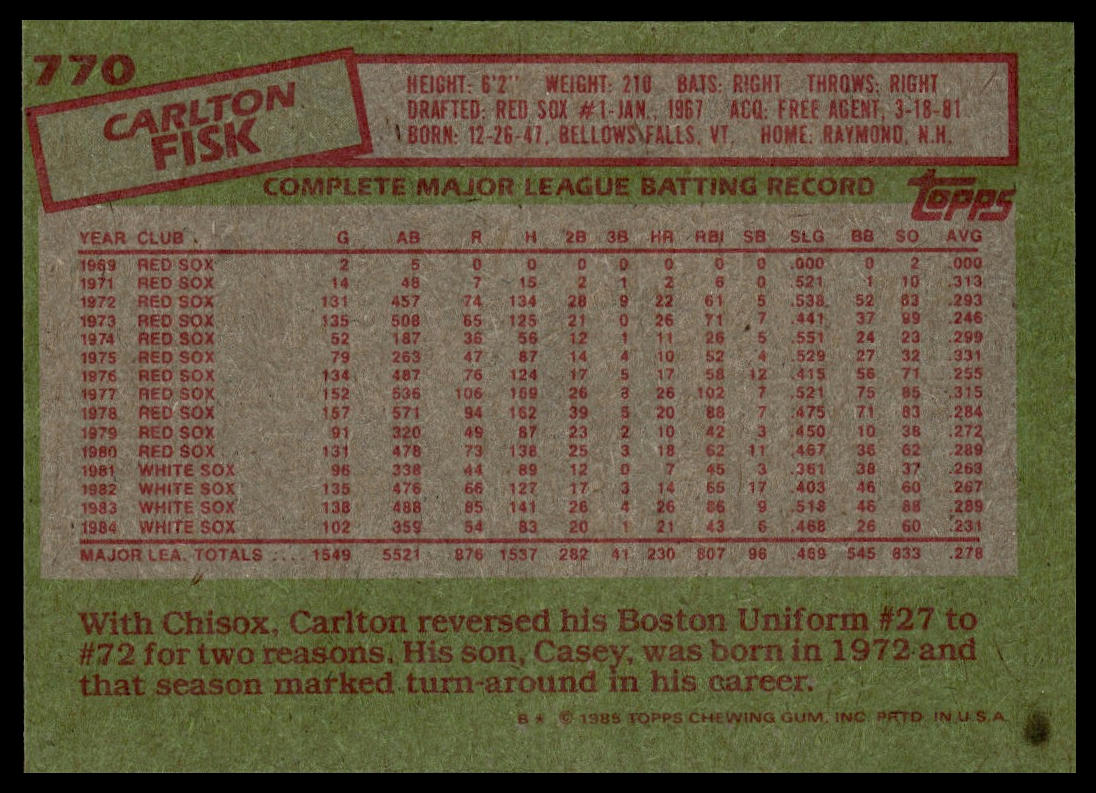 770
CARLTON
FISK
HEIGHT: 6'2" WEIGHT: 210 BATS: RIGHT THROWS: RIGHT
DRAFTED: RED SOX #1-JAN., 1967 ACQ: FREE AGENT, 3-18-81
BORN: 12-26-47, BELLOWS FALLS, VT. HOME: RAYMOND, N.H.
COMPLETE MAJOR LEAGUE BATTING RECORD
TOPPS
YEAR CLUB G AB R H 2B 3B HR RBI SB SLG BB SO AVG
1969 RED SOX 2 5 0 0 0 0 0 0 0 .000 0 2 .000
1971 RED SOX 14 48 7 15 2 1 2 6 0 .521 1 10 .313
1972 RED SOX 131 457 74 134 28 9 22 61 5 .538 52 83 .293
1973 RED SOX 135 508 65 125 21 0 26 71 7 .441 37 99 .246
1974 RED SOX 52 187 36 56 12 1 11 26 5 .551 24 23 .299
1975 RED SOX 79 263 47 87 14 4 10 52 4 .529 27 32 .331
1976 RED SOX 134 487 76 124 17 5 17 58 12 .415 56 71 .255
1977 RED SOX 152 536 106 169 26 3 26 102 7 .521 75 85 .315
1978 RED SOX 157 571 94 162 39 5 20 88 7 .475 71 83 .284
1979 RED SOX 91 320 49 87 23 2 10 42 3 .450 10 38 .272
1980 RED SOX 131 478 73 138 25 3 18 62 11 .467 36 62 .289
1981 WHITE SOX 96 338 44 89 12 0 7 45 3 .361 38 37 .263
1982 WHITE SOX 135 476 66 127 17 3 14 65 17 .403 46 60 .267
1983 WHITE SOX 138 488 85 141 26 4 26 86 9 .518 46 88 .289
1984 WHITE SOX 102 359 54 83 20 1 21 43 6 .468 26 60 .231
MAJOR LEA. TOTALS .... 1549 5521 876 1537 282 41 230 807 96 .469 545 833 .278
With Chisox, Carlton reversed his Boston Uniform #27 to
#72 for two reasons. His son, Casey, was born in 1972 and
that season marked turn-around in his career.
B * © 1985 TOPPS CHEWING GUM, INC. PRTD. IN U.S.A.